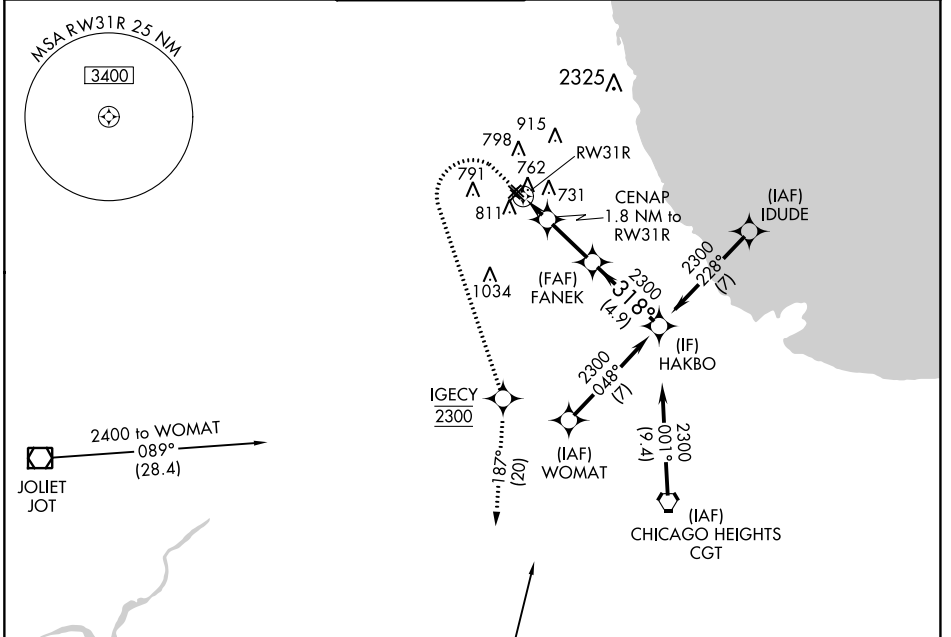 MSA RW31R 25 NM
3400
2325
915
798
RW31R
762
791
731
811
CENAP
1.8 NM to
RW31R
(IAF)
IDUDE
2300
228°
(7)
1034
(FAF)
FANEK
2300
318°
(4.9)
(IF)
HAKBO
2300
048°
(7)
IGECY
2300
2400 to WOMAT
089°
(28.4)
JOLIET
JOT
187°
(20)
(IAF)
WOMAT
2300
001°
(9.4)
(IAF)
CHICAGO HEIGHTS
CGT